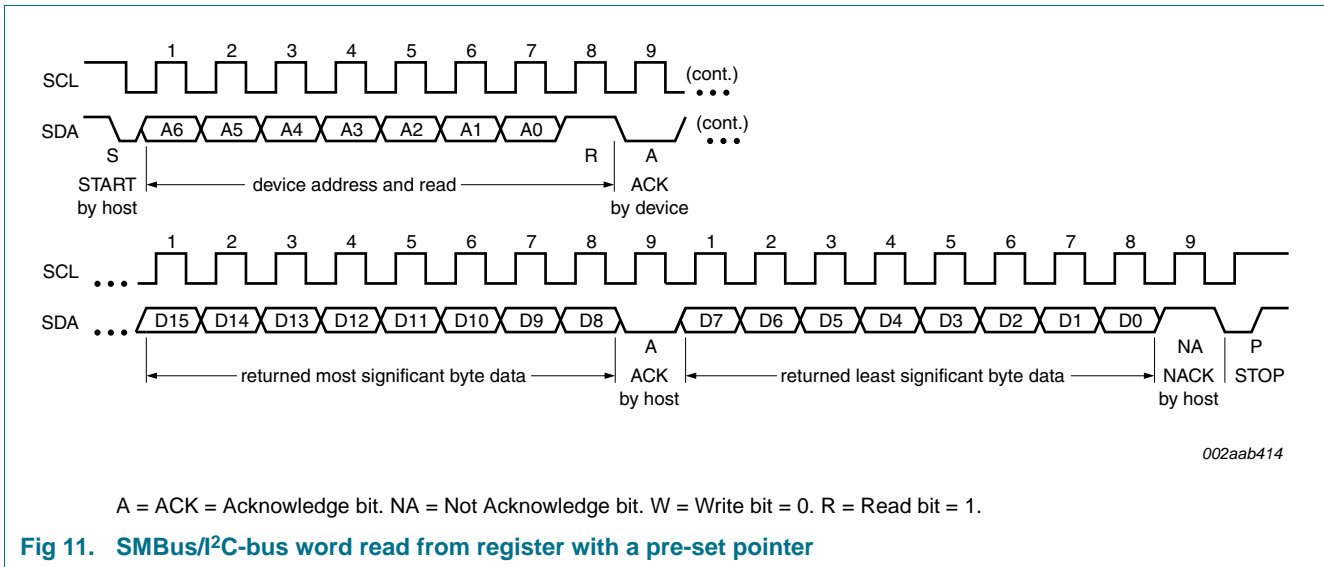 1 2 3 4 5 6 7 8 9
SCL (cont.)
SDA A6 A5 A4 A3 A2 A1 A0 (cont.)
S R A
START device address and read ACK
by host by device
1 2 3 4 5 6 7 8 9 1 2 3 4 5 6 7 8 9
SCL
SDA D15 D14 D13 D12 D11 D10 D9 D8 D7 D6 D5 D4 D3 D2 D1 D0
A NA P
returned most significant byte data ACK returned least significant byte data NACK STOP
by host by host
002aab414
A = ACK = Acknowledge bit. NA = Not Acknowledge bit. W = Write bit = 0. R = Read bit = 1.
Fig 11. SMBus/I²C-bus word read from register with a pre-set pointer